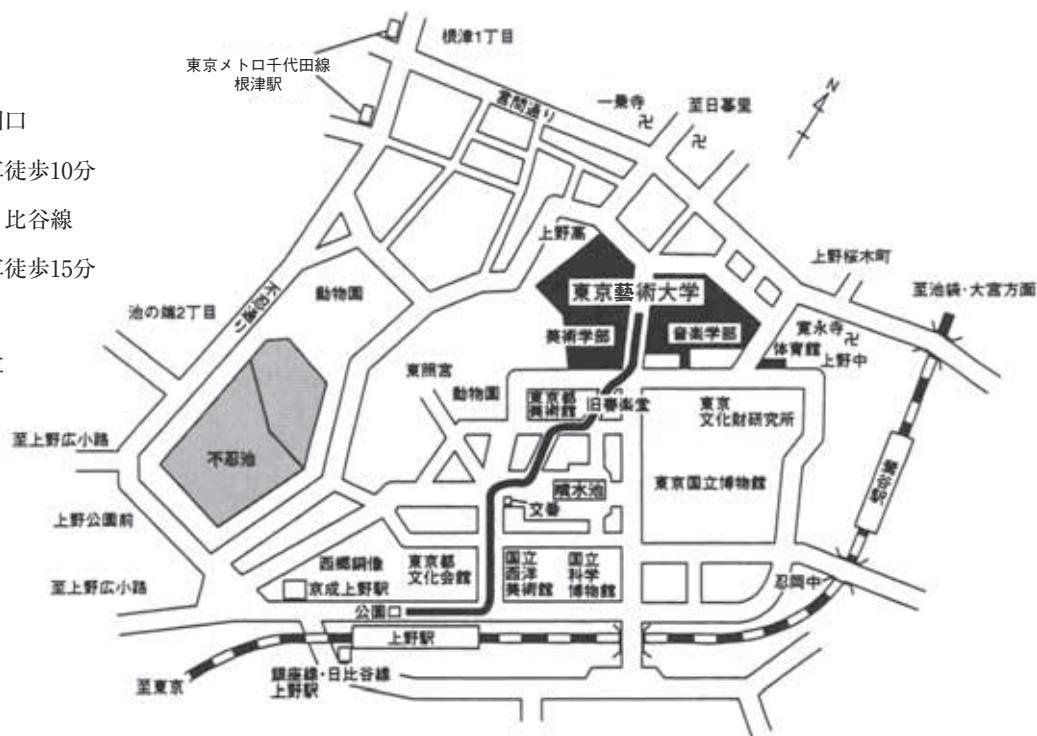 根津1丁目
東京メトロ千代田線
根津駅
言問通り
一乗寺
至日暮里
N
口
徒歩10分
比谷線
徒歩15分
上野高
上野桜木町
至池袋・大宮方面
動物園
東京藝術大学
不忍通り
池の端2丁目
美術学部
音楽学部
寛永寺
体育館
上野中
東照宮
動物園
東京都
美術館
旧奏楽堂
東京
文化財研究所
至上野広小路
不忍池
鶯谷駅
噴水池
東京国立博物館
交番
上野公園前
西郷銅像
東京都
文化会館
国立
西洋
美術館
国立
科学
博物館
忍岡中
至上野広小路
京成上野駅
公園口
上野駅
至東京
銀座線・日比谷線
上野駅